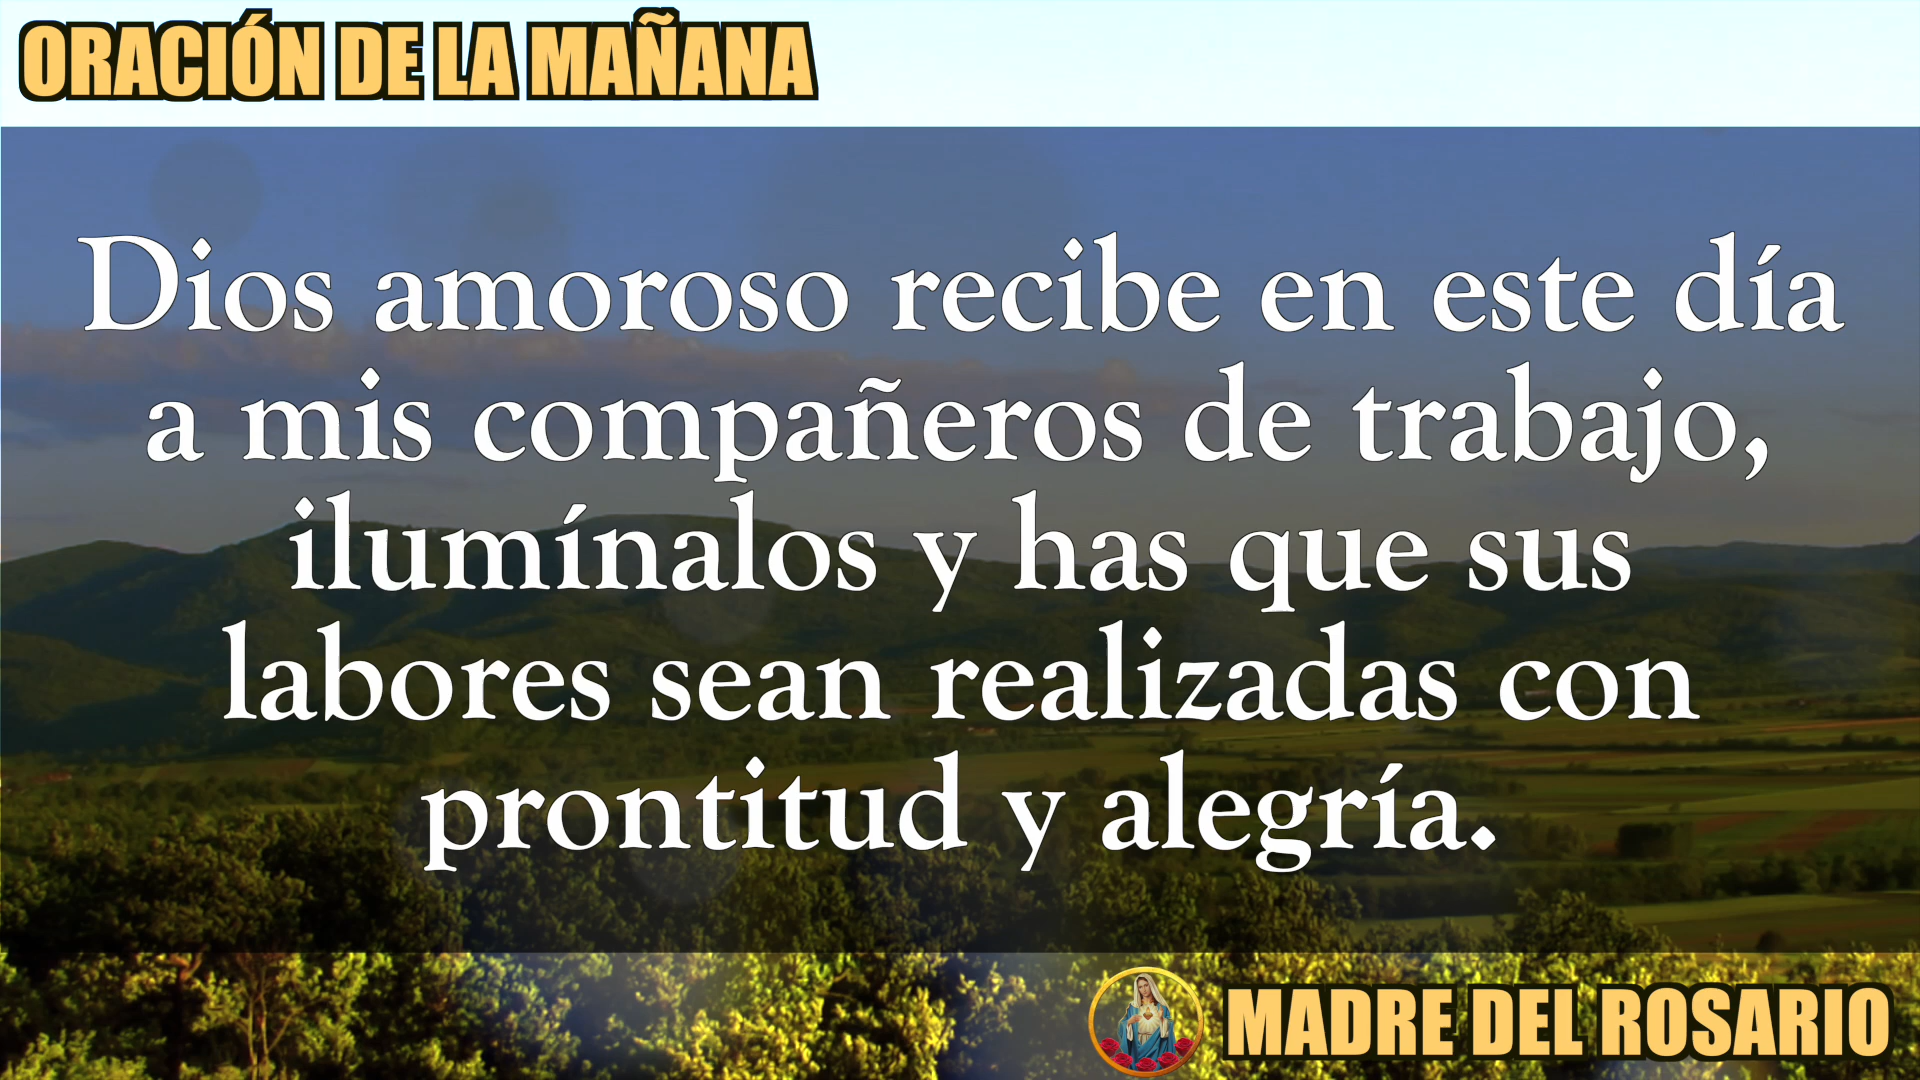 ORACIÓN DE LA MAÑANA
Dios amoroso recibe en este día
a mis compañeros de trabajo,
ilumínalos y has que sus
labores sean realizadas con
prontitud y alegría.
MADRE DEL ROSARIO